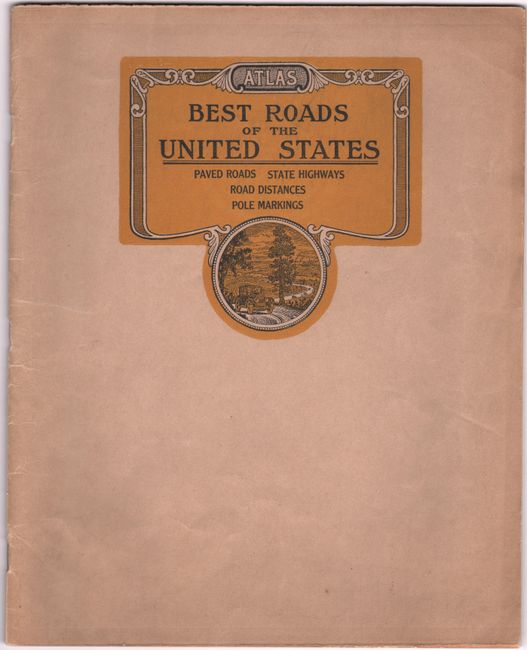 ATLAS
BEST ROADS
OF THE
UNITED STATES
PAVED ROADS STATE HIGHWAYS
ROAD DISTANCES
POLE MARKINGS